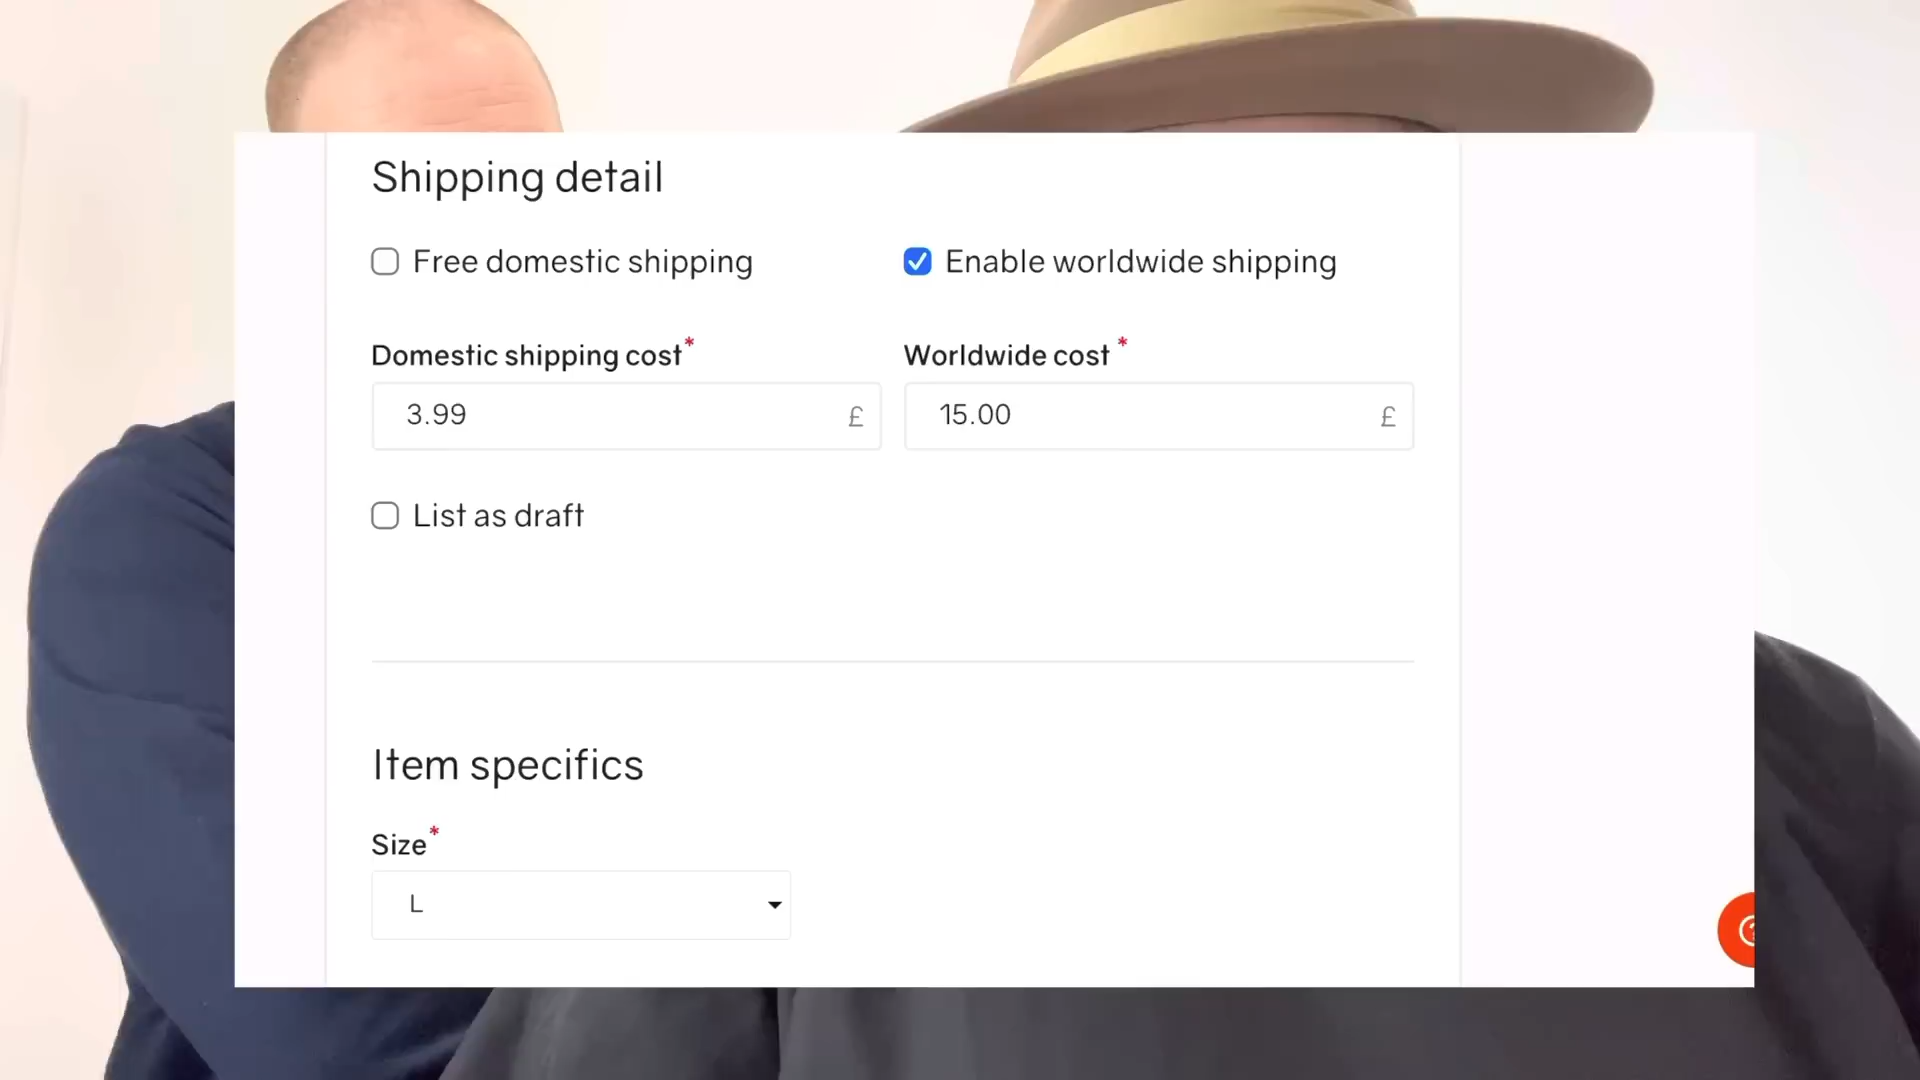 Shipping detail
Free domestic shipping
Enable worldwide shipping
Domestic shipping cost*
Worldwide cost *
3.99 £
15.00 £
List as draft
Item specifics
Size*
L